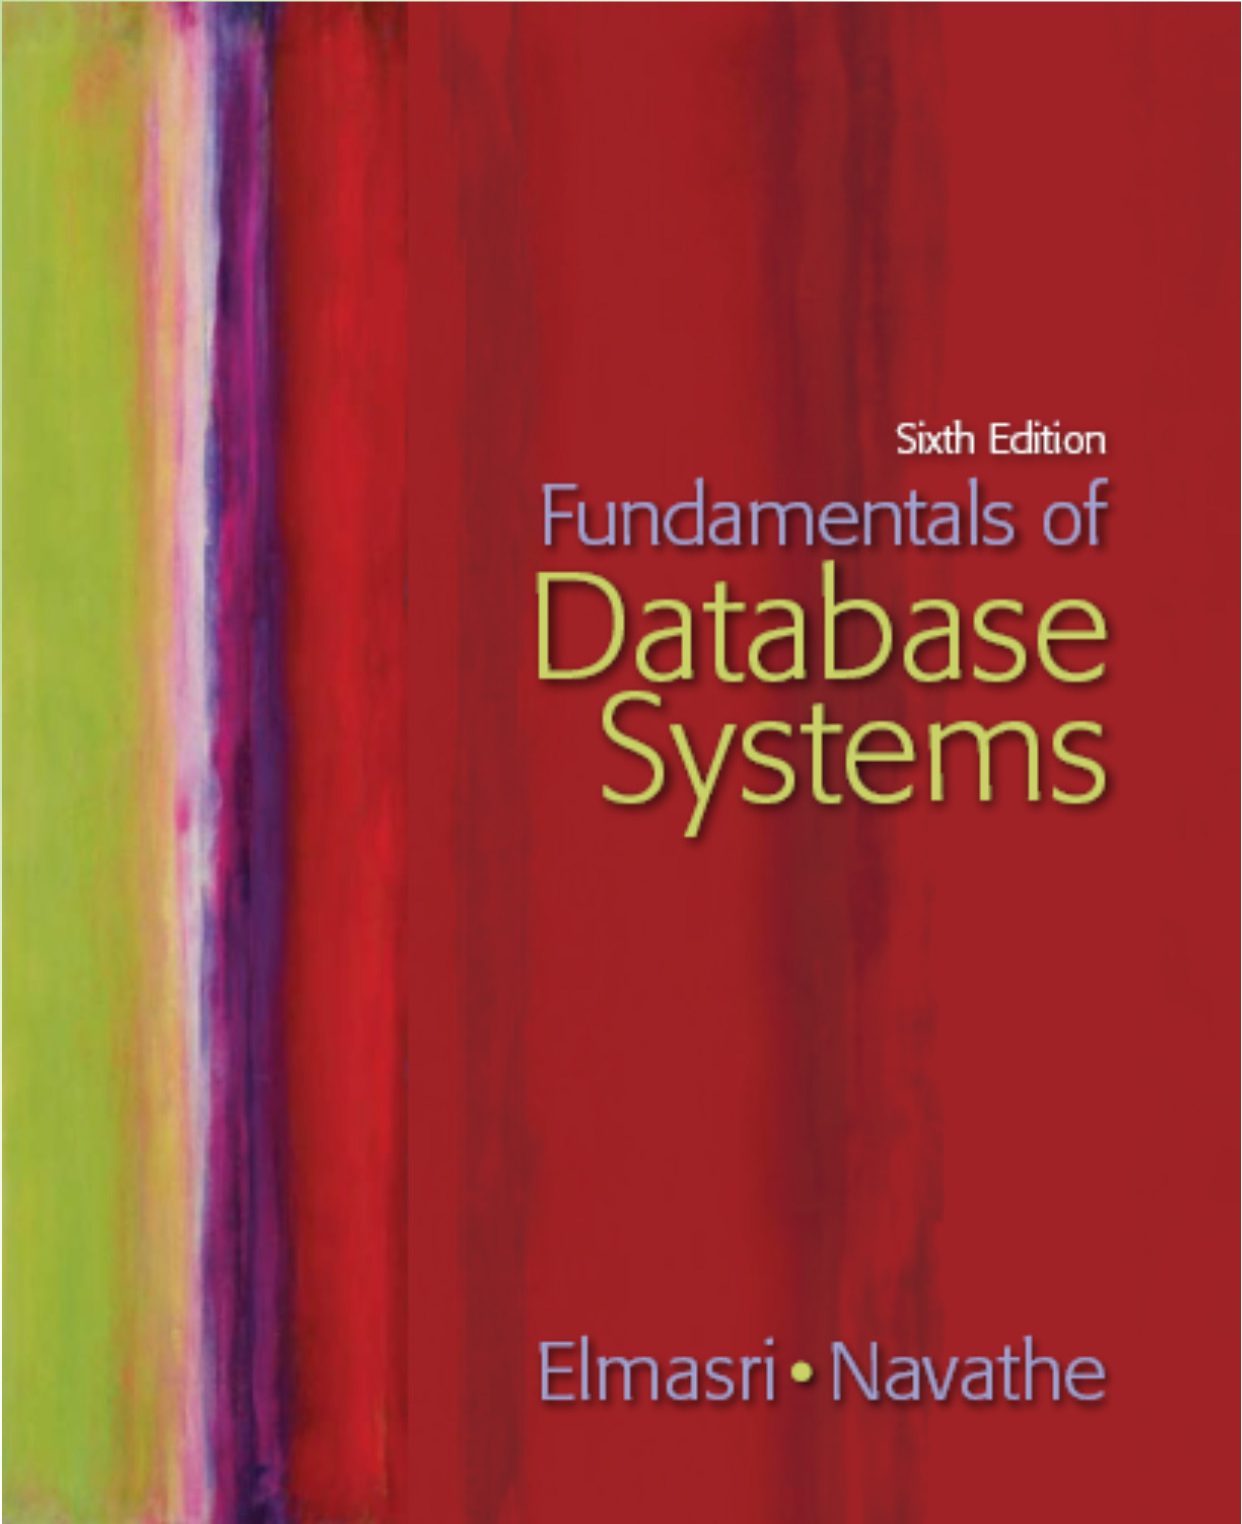 Sixth Edition
Fundamentals of
Database
Systems
Elmasri • Navathe